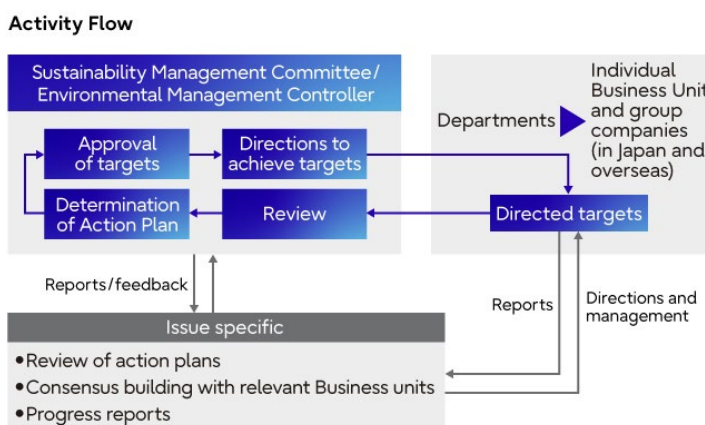 Activity Flow
Sustainability Management Committee/
Environmental Management Controller
Approval
of targets
Directions to
achieve targets
Determination
of Action Plan
Review
Departments
Individual
Business Unit
and group
companies
(in Japan and
overseas)
Directed targets
Reports/feedback
Reports
Directions and
management
Issue specific
•Review of action plans
•Consensus building with relevant Business units
•Progress reports